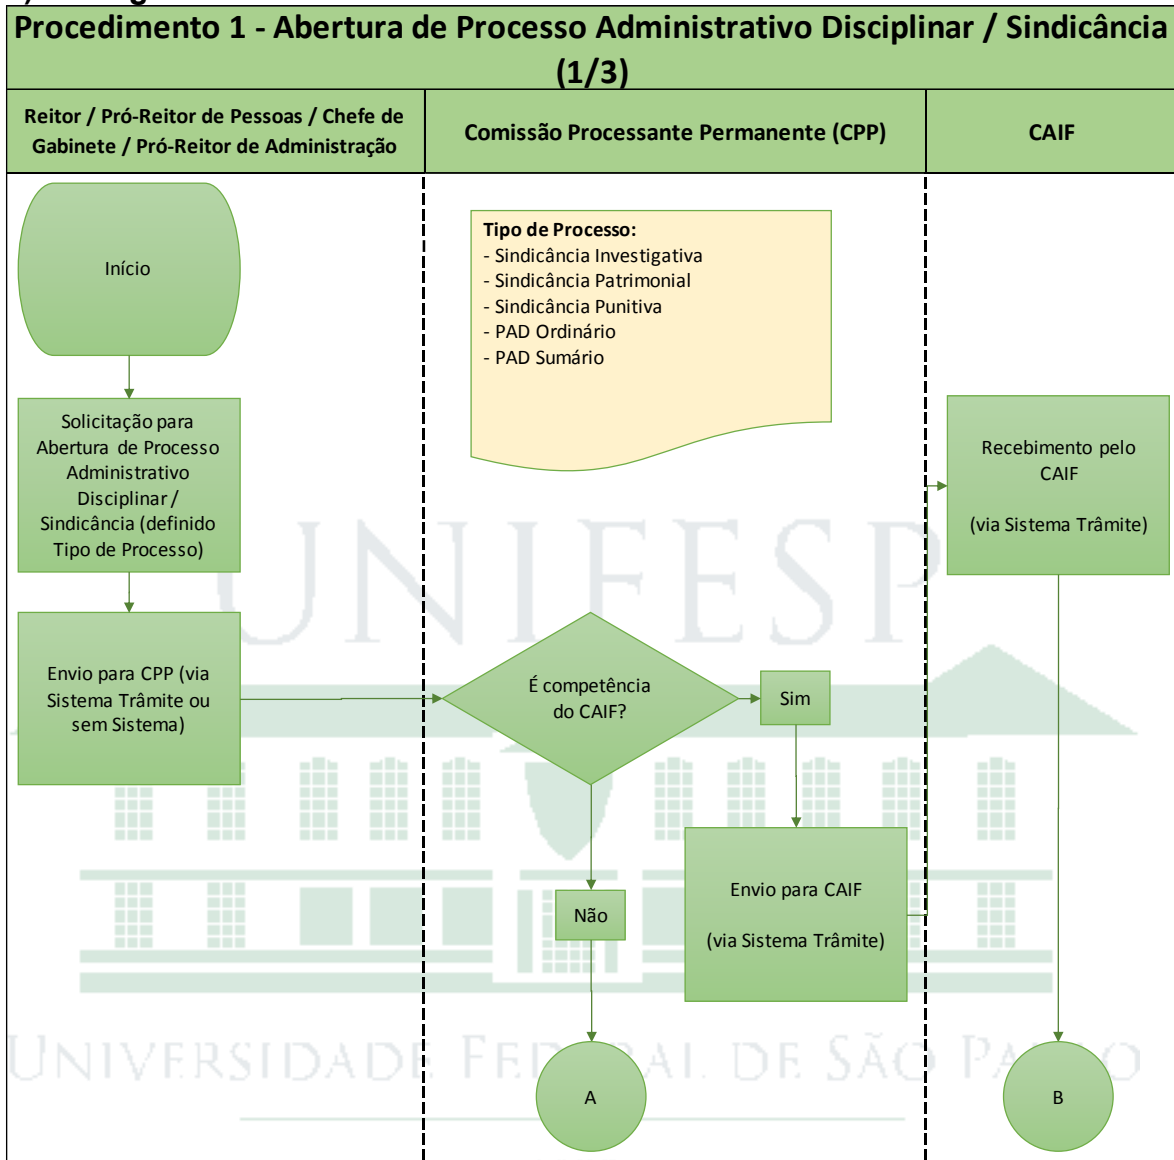 Procedimento 1 - Abertura de Processo Administrativo Disciplinar / Sindicância
(1/3)
Reitor / Pró-Reitor de Pessoas / Chefe de
Gabinete / Pró-Reitor de Administração
Comissão Processante Permanente (CPP)
CAIF
Início
Tipo de Processo:
- Sindicância Investigativa
- Sindicância Patrimonial
- Sindicância Punitiva
- PAD Ordinário
- PAD Sumário
Solicitação para
Abertura de Processo
Administrativo
Disciplinar /
Sindicância (definido
Tipo de Processo)
Recebimento pelo
CAIF
(via Sistema Trâmite)
UNIFESP
Envio para CPP (via
Sistema Trâmite ou
sem Sistema)
É competência
do CAIF?
Sim
Envio para CAIF
(via Sistema Trâmite)
Não
UNIVERSIDADE FEDERAL DE SÃO PAULO
A
B